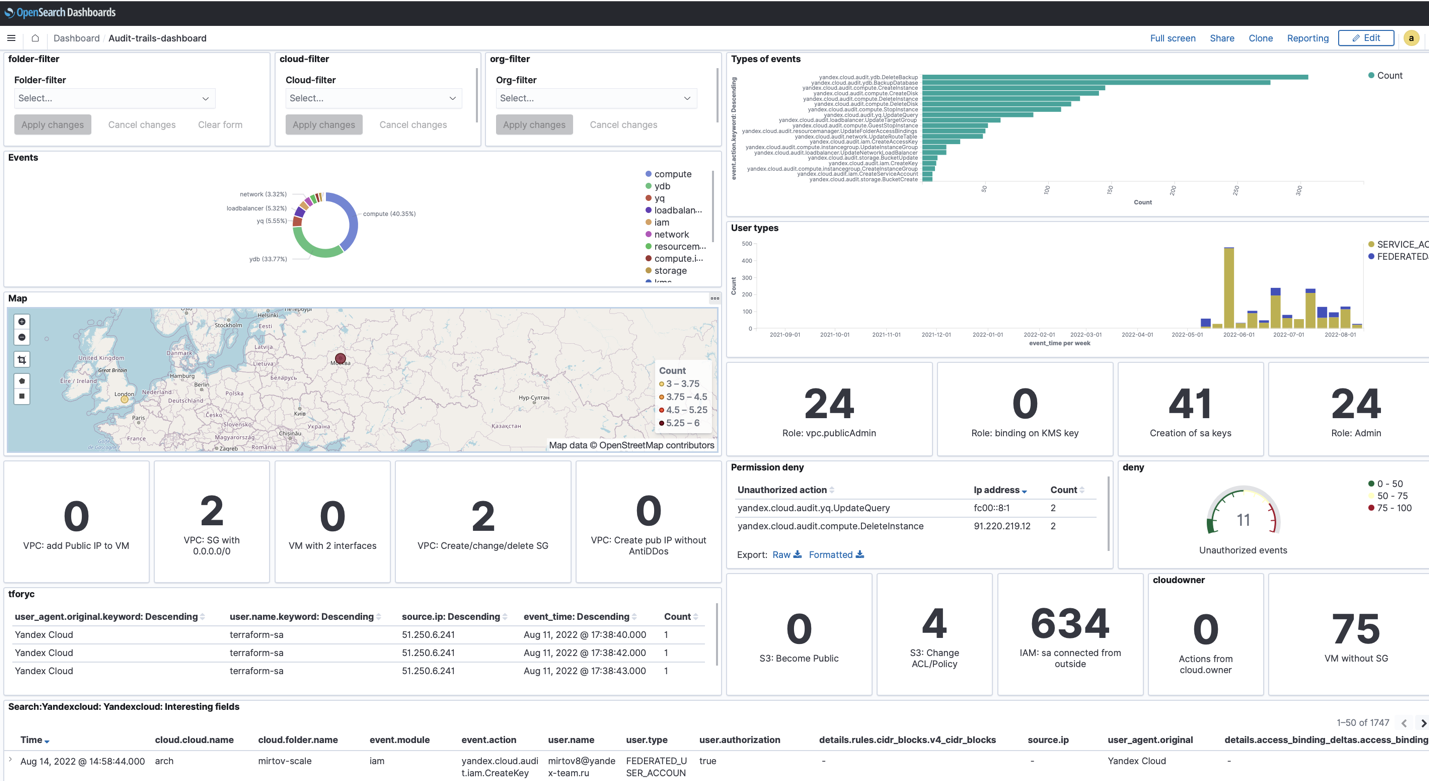 OpenSearch Dashboards
Dashboard Audit-trails-dashboard
Full screen Share Clone Reporting Edit a
folder-filter
Folder-filter
Select...
Apply changes Cancel changes Clear form
cloud-filter
Cloud-filter
Select...
Apply changes Cancel changes
org-filter
Org-filter
Select...
Apply changes Cancel changes
Types of events
event.action.keyword: Descending
yandex.cloud.audit.ydb.DeleteBackup
yandex.cloud.audit.ydb.BackupDatabase
yandex.cloud.audit.compute.CreateInstance
yandex.cloud.audit.compute.CreateDisk
yandex.cloud.audit.compute.DeleteInstance
yandex.cloud.audit.compute.DeleteDisk
yandex.cloud.audit.compute.StopInstance
yandex.cloud.audit.yq.UpdateQuery
yandex.cloud.audit.loadbalancer.UpdateTargetGroup
yandex.cloud.audit.compute.GuestStopInstance
yandex.cloud.audit.resourcemanager.UpdateFolderAccessBindings
yandex.cloud.audit.network.UpdateRouteTable
yandex.cloud.audit.iam.CreateAccessKey
yandex.cloud.audit.compute.instancegroup.UpdateInstanceGroup
yandex.cloud.audit.loadbalancer.UpdateNetworkLoadBalancer
yandex.cloud.audit.storage.BucketUpdate
yandex.cloud.audit.iam.CreateKey
yandex.cloud.audit.compute.instancegroup.CreateInstanceGroup
yandex.cloud.audit.iam.CreateServiceAccount
yandex.cloud.audit.storage.BucketCreate
50 100 150 200 250 300
Count
Count
Events
network (3.32%)
loadbalancer (5.32%)
yq (5.55%)
ydb (33.77%)
compute (40.35%)
compute
ydb
yq
loadbalan...
iam
network
resourcem...
compute.i...
storage
kms
User types
500
400
300
200
100
0
Count
2021-09-01 2021-10-01 2021-11-01 2021-12-01 2022-01-01 2022-02-01 2022-03-01 2022-04-01 2022-05-01 2022-06-01 2022-07-01 2022-08-01
event_time per week
SERVICE_AC
FEDERATED
Map
Stockholm
Eesti
Latvija
Lietuva
Danmark
United Kingdom
Great Britain
Éire / Ireland
London
Nederland
Hamburg
Berlin
Deutschland
Polska
Беларусь
Москва
Paris
France
Česko
Slovensko
Magyarország
Zagreb
România
Київ
Україна
Chișinău
Нур-Султан
Қазақстан
Count
3 – 3.75
3.75 – 4.5
4.5 – 5.25
5.25 – 6
Map data © OpenStreetMap contributors
24
Role: vpc.publicAdmin
0
Role: binding on KMS key
41
Creation of sa keys
24
Role: Admin
0
VPC: add Public IP to VM
2
VPC: SG with
0.0.0.0/0
0
VM with 2 interfaces
2
VPC: Create/change/delete SG
0
VPC: Create pub IP without
AntiDDos
Permission deny
Unauthorized action Ip address Count
yandex.cloud.audit.yq.UpdateQuery fc00::8:1 2
yandex.cloud.audit.compute.DeleteInstance 91.220.219.12 2
Export: Raw Formatted
deny
11
Unauthorized events
0 - 50
50 - 75
75 - 100
tforyc
user_agent.original.keyword: Descending user.name.keyword: Descending source.ip: Descending event_time: Descending Count
Yandex Cloud terraform-sa 51.250.6.241 Aug 11, 2022 @ 17:38:40.000 1
Yandex Cloud terraform-sa 51.250.6.241 Aug 11, 2022 @ 17:38:42.000 1
Yandex Cloud terraform-sa 51.250.6.241 Aug 11, 2022 @ 17:38:43.000 1
0
S3: Become Public
4
S3: Change
ACL/Policy
634
IAM: sa connected from
outside
cloudowner
0
Actions from
cloud.owner
75
VM without SG
Search:Yandexcloud: Yandexcloud: Interesting fields
1–50 of 1747
Time cloud.cloud.name cloud.folder.name event.module event.action user.name user.type user.authorization details.rules.cidr_blocks.v4_cidr_blocks source.ip user_agent.original details.access_binding_deltas.access_binding
Aug 14, 2022 @ 14:58:44.000 arch mirtov-scale iam yandex.cloud.audi mirtov8@yande FEDERATED_U true - - Yandex Cloud -
t.iam.CreateKey x-team.ru SER_ACCOUN